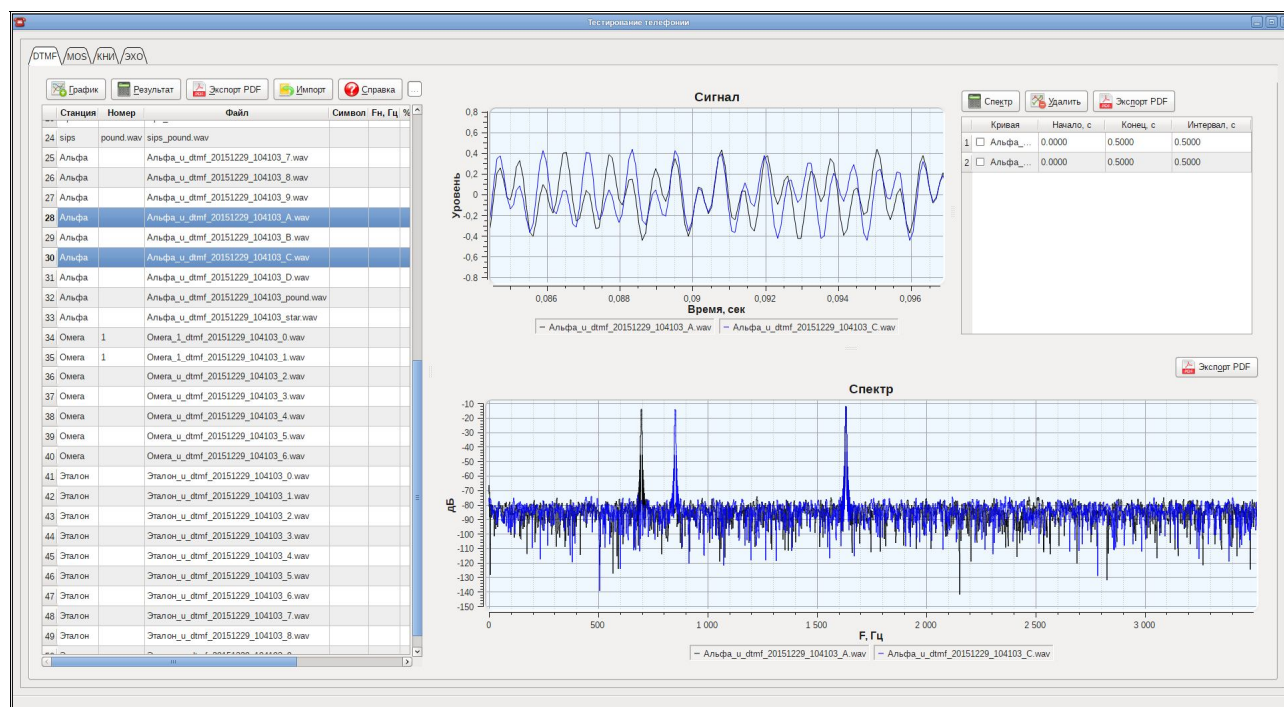 Тестирование телефонии
DTMF MOS КНИ ЭХО
График Результат Экспорт PDF Импорт Справка ...
Станция Номер Файл Символ Fн, Гц %
24 sips pound.wav sips_pound.wav
25 Альфа Альфа_u_dtmf_20151229_104103_7.wav
26 Альфа Альфа_u_dtmf_20151229_104103_8.wav
27 Альфа Альфа_u_dtmf_20151229_104103_9.wav
28 Альфа Альфа_u_dtmf_20151229_104103_A.wav
29 Альфа Альфа_u_dtmf_20151229_104103_B.wav
30 Альфа Альфа_u_dtmf_20151229_104103_C.wav
31 Альфа Альфа_u_dtmf_20151229_104103_D.wav
32 Альфа Альфа_u_dtmf_20151229_104103_pound.wav
33 Альфа Альфа_u_dtmf_20151229_104103_star.wav
34 Омега 1 Омега_1_dtmf_20151229_104103_0.wav
35 Омега 1 Омега_1_dtmf_20151229_104103_1.wav
36 Омега Омега_u_dtmf_20151229_104103_2.wav
37 Омега Омега_u_dtmf_20151229_104103_3.wav
38 Омега Омега_u_dtmf_20151229_104103_4.wav
39 Омега Омега_u_dtmf_20151229_104103_5.wav
40 Омега Омега_u_dtmf_20151229_104103_6.wav
41 Эталон Эталон_u_dtmf_20151229_104103_0.wav
42 Эталон Эталон_u_dtmf_20151229_104103_1.wav
43 Эталон Эталон_u_dtmf_20151229_104103_2.wav
44 Эталон Эталон_u_dtmf_20151229_104103_3.wav
45 Эталон Эталон_u_dtmf_20151229_104103_4.wav
46 Эталон Эталон_u_dtmf_20151229_104103_5.wav
47 Эталон Эталон_u_dtmf_20151229_104103_6.wav
48 Эталон Эталон_u_dtmf_20151229_104103_7.wav
49 Эталон Эталон_u_dtmf_20151229_104103_8.wav
Сигнал
Уровень
0,8
0,6
0,4
0,2
0
-0,2
-0,4
-0,6
-0.8
0,086 0,088 0,09 0,092 0,094 0,096
Время, сек
Альфа_u_dtmf_20151229_104103_A.wav Альфа_u_dtmf_20151229_104103_C.wav
Спектр Удалить Экспорт PDF
Кривая Начало, с Конец, с Интервал, с
1 Альфа_... 0.0000 0.5000 0.5000
2 Альфа_... 0.0000 0.5000 0.5000
Экспорт PDF
Спектр
дБ
-10
-20
-30
-40
-50
-60
-70
-80
-90
-100
-110
-120
-130
-140
-150
0 500 1 000 1 500 2 000 2 500 3 000
F, Гц
Альфа_u_dtmf_20151229_104103_A.wav Альфа_u_dtmf_20151229_104103_C.wav